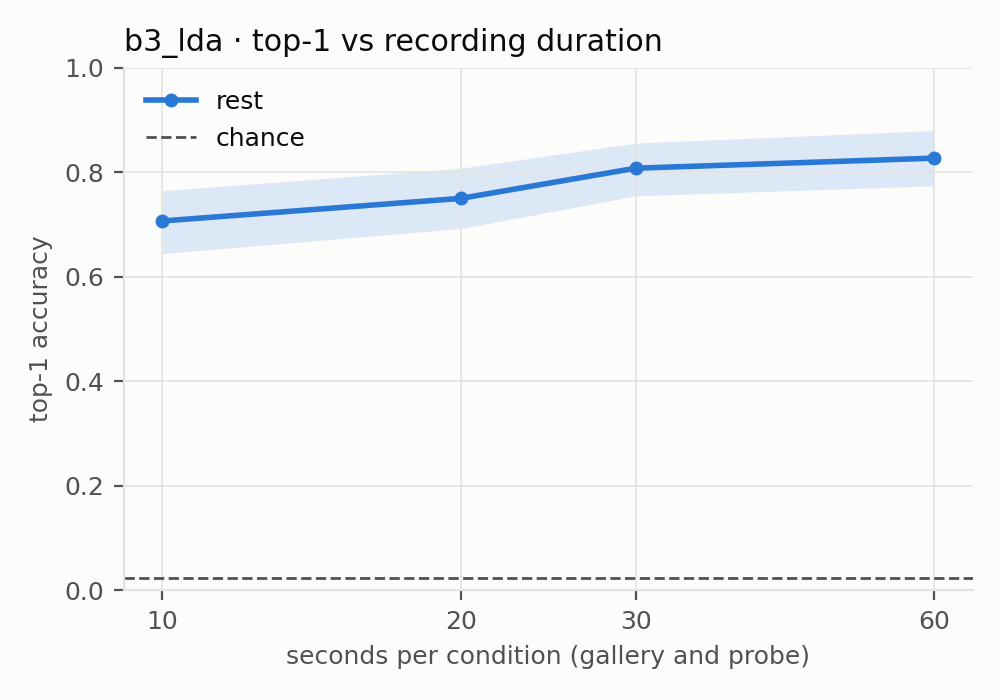 b3_lda · top-1 vs recording duration
rest
chance
top-1 accuracy
1.0
0.8
0.6
0.4
0.2
0.0
10 20 30 60
seconds per condition (gallery and probe)